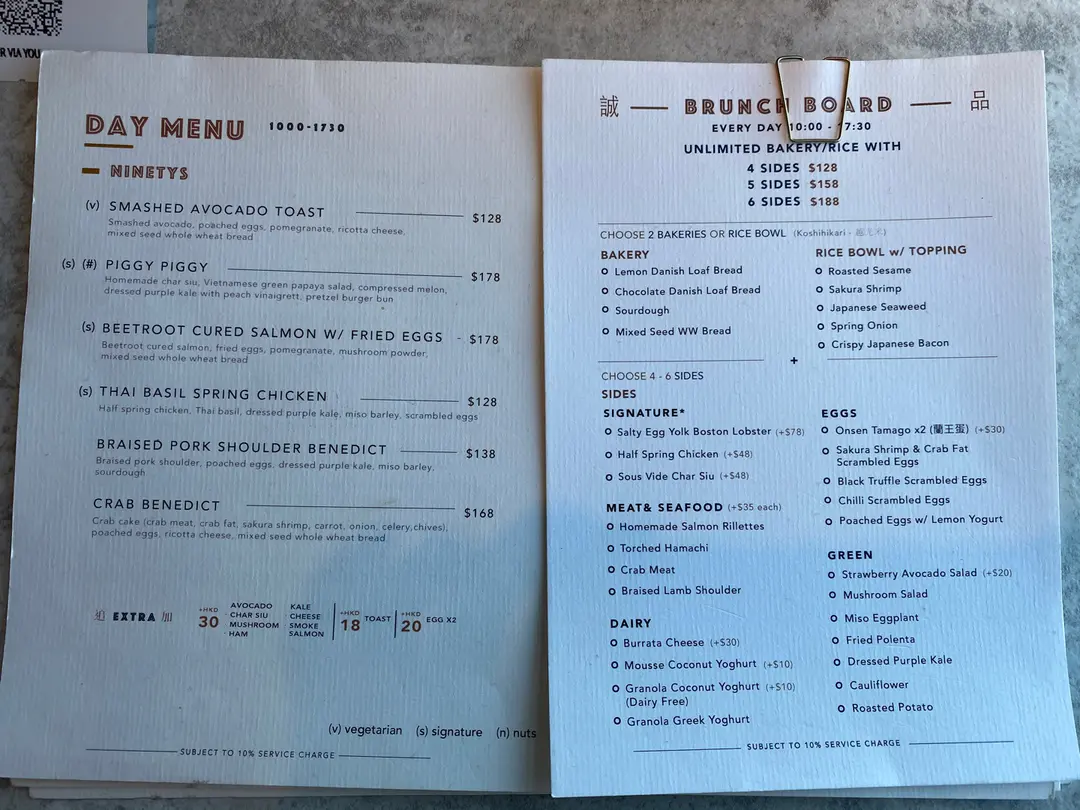 R VIA YOU
DAY MENU 1000-1730
NINETYS
(v) SMASHED AVOCADO TOAST $128
Smashed avocado, poached eggs, pomegranate, ricotta cheese,
mixed seed whole wheat bread
(s) (#) PIGGY PIGGY $178
Homemade char siu, Vietnamese green papaya salad, compressed melon,
dressed purple kale with peach vinaigrett, pretzel burger bun
(s) BEETROOT CURED SALMON W/ FRIED EGGS - $178
Beetroot cured salmon, fried eggs, pomegranate, mushroom powder,
mixed seed whole wheat bread
(s) THAI BASIL SPRING CHICKEN $128
Half spring chicken, Thai basil, dressed purple kale, miso barley, scrambled eggs
BRAISED PORK SHOULDER BENEDICT $138
Braised pork shoulder, poached eggs, dressed purple kale, miso barley,
sourdough
CRAB BENEDICT $168
Crab cake (crab meat, crab fat, sakura shrimp, carrot, onion, celery,chives),
poached eggs, ricotta cheese, mixed seed whole wheat bread
追 EXTRA 加
+HKD 30
AVOCADO
CHAR SIU
MUSHROOM
HAM
KALE
CHEESE
SMOKE
SALMON
+HKD 18 TOAST
+HKD 20 EGG X2
(v) vegetarian (s) signature (n) nuts
SUBJECT TO 10% SERVICE CHARGE
誠 BRUNCH BOARD 品
EVERY DAY 10:00 - 17:30
UNLIMITED BAKERY/RICE WITH
4 SIDES $128
5 SIDES $158
6 SIDES $188
CHOOSE 2 BAKERIES OR RICE BOWL (Koshihikari -
BAKERY
Lemon Danish Loaf Bread
Chocolate Danish Loaf Bread
Sourdough
Mixed Seed WW Bread
RICE BOWL w/ TOPPING
Roasted Sesame
Sakura Shrimp
Japanese Seaweed
Spring Onion
Crispy Japanese Bacon
+
CHOOSE 4 - 6 SIDES
SIDES
SIGNATURE*
Salty Egg Yolk Boston Lobster (+$78)
Half Spring Chicken (+$48)
Sous Vide Char Siu (+$48)
MEAT& SEAFOOD (+$35 each)
Homemade Salmon Rillettes
Torched Hamachi
Crab Meat
Braised Lamb Shoulder
DAIRY
Burrata Cheese (+$30)
Mousse Coconut Yoghurt (+$10)
Granola Coconut Yoghurt (+$10)
(Dairy Free)
Granola Greek Yoghurt
EGGS
Onsen Tamago x2 (蘭王蛋) (+$30)
Sakura Shrimp & Crab Fat
Scrambled Eggs
Black Truffle Scrambled Eggs
Chilli Scrambled Eggs
Poached Eggs w/ Lemon Yogurt
GREEN
Strawberry Avocado Salad (+$20)
Mushroom Salad
Miso Eggplant
Fried Polenta
Dressed Purple Kale
Cauliflower
Roasted Potato
SUBJECT TO 10% SERVICE CHARGE